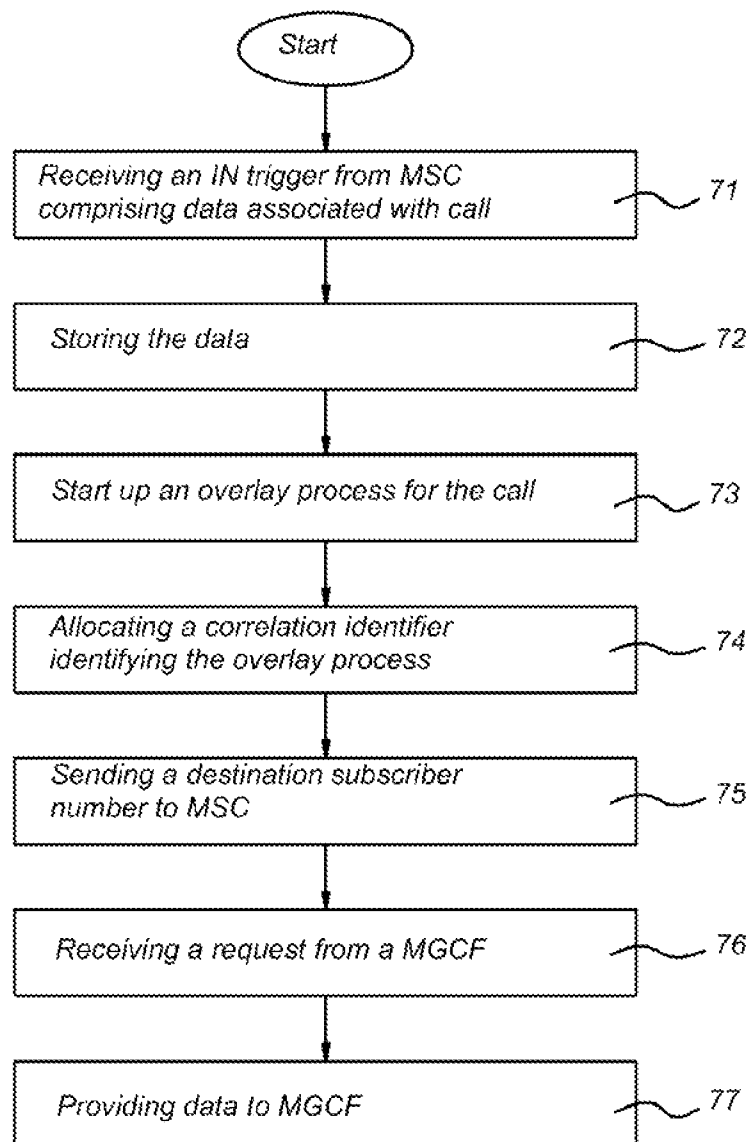 Start
Receiving an IN trigger from MSC
comprising data associated with call
71
Storing the data
72
Start up an overlay process for the call
73
Allocating a correlation identifier
identifying the overlay process
74
Sending a destination subscriber
number to MSC
75
Receiving a request from a MGCF
76
Providing data to MGCF
77